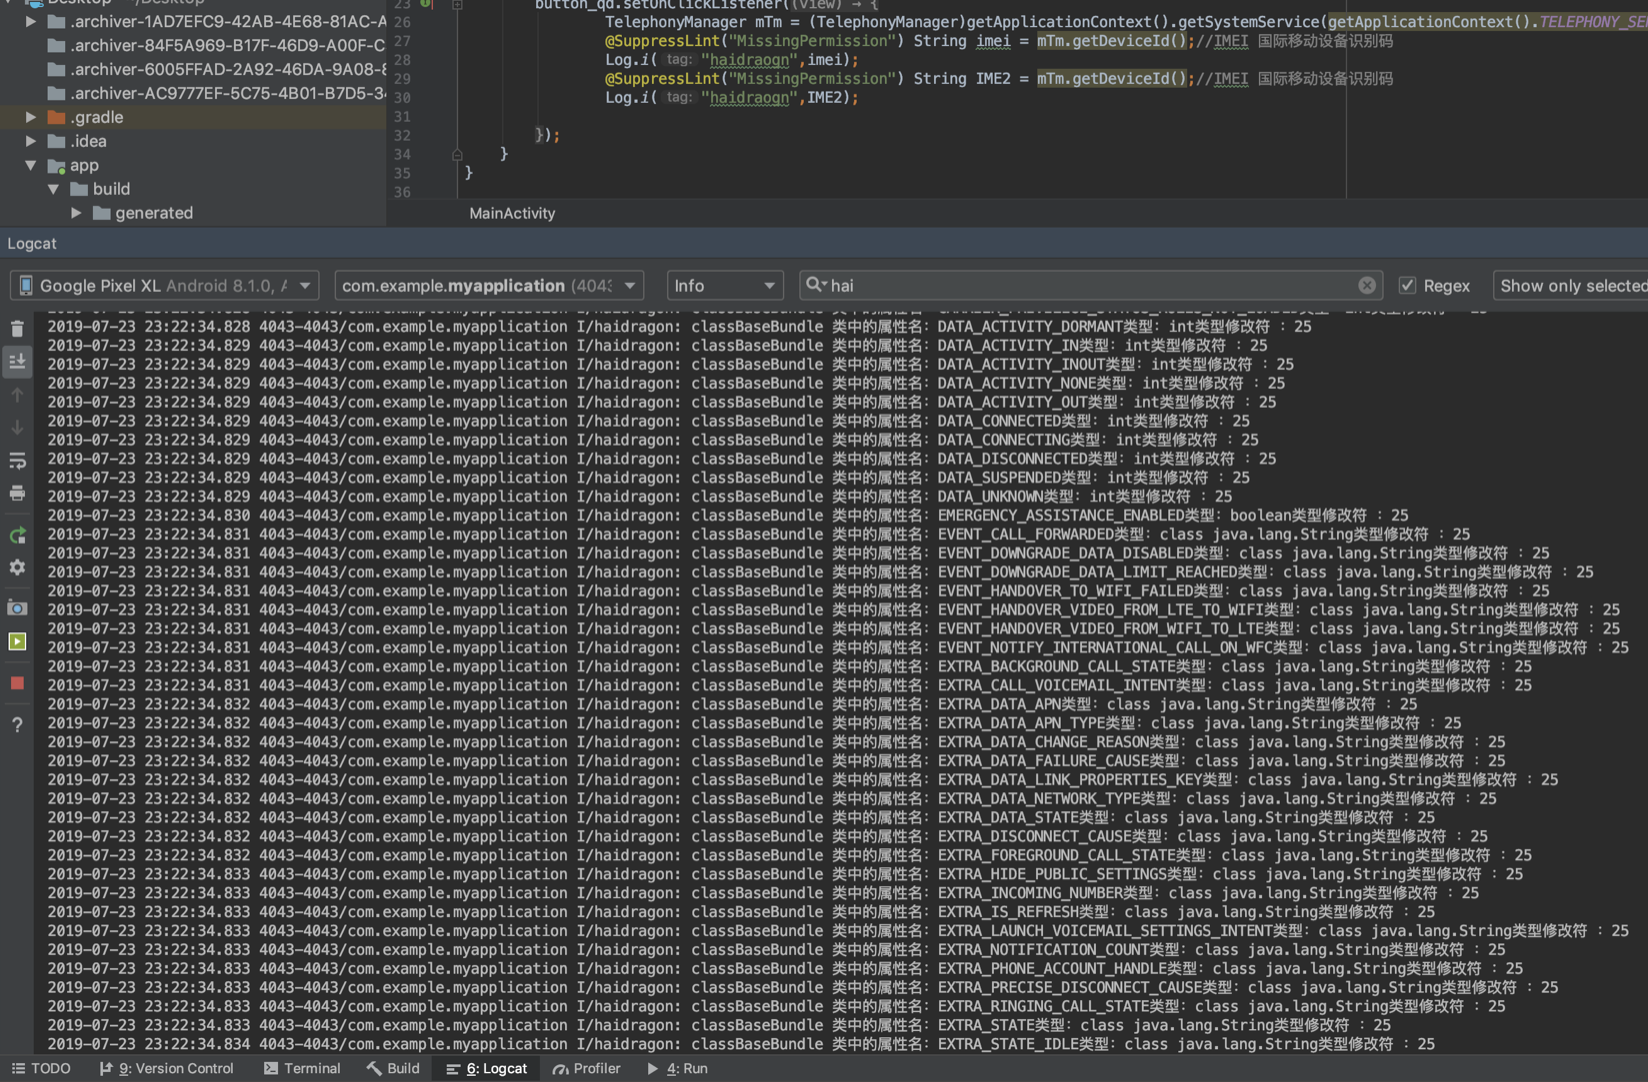 Desktop ~/Desktop
.archiver-1AD7EFC9-42AB-4E68-81AC-A
.archiver-84F5A969-B17F-46D9-A00F-C
.archiver-6005FFAD-2A92-46DA-9A08-8
.archiver-AC9777EF-5C75-4B01-B7D5-34
.gradle
.idea
app
build
generated
23 button_qd.setOnClickListener((view) → {
26 TelephonyManager mTm = (TelephonyManager)getApplicationContext().getSystemService(getApplicationContext().TELEPHONY_SE
27 @SuppressLint("MissingPermission") String imei = mTm.getDeviceId();//IMEI 国际移动设备识别码
28 Log.i( tag: "haidraogn",imei);
29 @SuppressLint("MissingPermission") String IME2 = mTm.getDeviceId();//IMEI 国际移动设备识别码
30 Log.i( tag: "haidraogn",IME2);
31
32 });
34 }
35 }
36
MainActivity
Logcat
Google Pixel XL Android 8.1.0, A com.example.myapplication (4043 Info hai Regex Show only selected
2019-07-23 23:22:34.828 4043-4043/com.example.myapplication I/haidragon: classBaseBundle 类中的属性名：DATA_ACTIVITY_DORMANT类型：int类型修改符 : 25
2019-07-23 23:22:34.829 4043-4043/com.example.myapplication I/haidragon: classBaseBundle 类中的属性名：DATA_ACTIVITY_IN类型：int类型修改符 : 25
2019-07-23 23:22:34.829 4043-4043/com.example.myapplication I/haidragon: classBaseBundle 类中的属性名：DATA_ACTIVITY_INOUT类型：int类型修改符 : 25
2019-07-23 23:22:34.829 4043-4043/com.example.myapplication I/haidragon: classBaseBundle 类中的属性名：DATA_ACTIVITY_NONE类型：int类型修改符 : 25
2019-07-23 23:22:34.829 4043-4043/com.example.myapplication I/haidragon: classBaseBundle 类中的属性名：DATA_ACTIVITY_OUT类型：int类型修改符 : 25
2019-07-23 23:22:34.829 4043-4043/com.example.myapplication I/haidragon: classBaseBundle 类中的属性名：DATA_CONNECTED类型：int类型修改符 : 25
2019-07-23 23:22:34.829 4043-4043/com.example.myapplication I/haidragon: classBaseBundle 类中的属性名：DATA_CONNECTING类型：int类型修改符 : 25
2019-07-23 23:22:34.829 4043-4043/com.example.myapplication I/haidragon: classBaseBundle 类中的属性名：DATA_DISCONNECTED类型：int类型修改符 : 25
2019-07-23 23:22:34.829 4043-4043/com.example.myapplication I/haidragon: classBaseBundle 类中的属性名：DATA_SUSPENDED类型：int类型修改符 : 25
2019-07-23 23:22:34.829 4043-4043/com.example.myapplication I/haidragon: classBaseBundle 类中的属性名：DATA_UNKNOWN类型：int类型修改符 : 25
2019-07-23 23:22:34.830 4043-4043/com.example.myapplication I/haidragon: classBaseBundle 类中的属性名：EMERGENCY_ASSISTANCE_ENABLED类型：boolean类型修改符 : 25
2019-07-23 23:22:34.831 4043-4043/com.example.myapplication I/haidragon: classBaseBundle 类中的属性名：EVENT_CALL_FORWARDED类型：class java.lang.String类型修改符 : 25
2019-07-23 23:22:34.831 4043-4043/com.example.myapplication I/haidragon: classBaseBundle 类中的属性名：EVENT_DOWNGRADE_DATA_DISABLED类型：class java.lang.String类型修改符 : 25
2019-07-23 23:22:34.831 4043-4043/com.example.myapplication I/haidragon: classBaseBundle 类中的属性名：EVENT_DOWNGRADE_DATA_LIMIT_REACHED类型：class java.lang.String类型修改符 : 25
2019-07-23 23:22:34.831 4043-4043/com.example.myapplication I/haidragon: classBaseBundle 类中的属性名：EVENT_HANDOVER_TO_WIFI_FAILED类型：class java.lang.String类型修改符 : 25
2019-07-23 23:22:34.831 4043-4043/com.example.myapplication I/haidragon: classBaseBundle 类中的属性名：EVENT_HANDOVER_VIDEO_FROM_LTE_TO_WIFI类型：class java.lang.String类型修改符 : 25
2019-07-23 23:22:34.831 4043-4043/com.example.myapplication I/haidragon: classBaseBundle 类中的属性名：EVENT_HANDOVER_VIDEO_FROM_WIFI_TO_LTE类型：class java.lang.String类型修改符 : 25
2019-07-23 23:22:34.831 4043-4043/com.example.myapplication I/haidragon: classBaseBundle 类中的属性名：EVENT_NOTIFY_INTERNATIONAL_CALL_ON_WFC类型：class java.lang.String类型修改符 : 25
2019-07-23 23:22:34.831 4043-4043/com.example.myapplication I/haidragon: classBaseBundle 类中的属性名：EXTRA_BACKGROUND_CALL_STATE类型：class java.lang.String类型修改符 : 25
2019-07-23 23:22:34.831 4043-4043/com.example.myapplication I/haidragon: classBaseBundle 类中的属性名：EXTRA_CALL_VOICEMAIL_INTENT类型：class java.lang.String类型修改符 : 25
2019-07-23 23:22:34.832 4043-4043/com.example.myapplication I/haidragon: classBaseBundle 类中的属性名：EXTRA_DATA_APN类型：class java.lang.String类型修改符 : 25
2019-07-23 23:22:34.832 4043-4043/com.example.myapplication I/haidragon: classBaseBundle 类中的属性名：EXTRA_DATA_APN_TYPE类型：class java.lang.String类型修改符 : 25
2019-07-23 23:22:34.832 4043-4043/com.example.myapplication I/haidragon: classBaseBundle 类中的属性名：EXTRA_DATA_CHANGE_REASON类型：class java.lang.String类型修改符 : 25
2019-07-23 23:22:34.832 4043-4043/com.example.myapplication I/haidragon: classBaseBundle 类中的属性名：EXTRA_DATA_FAILURE_CAUSE类型：class java.lang.String类型修改符 : 25
2019-07-23 23:22:34.832 4043-4043/com.example.myapplication I/haidragon: classBaseBundle 类中的属性名：EXTRA_DATA_LINK_PROPERTIES_KEY类型：class java.lang.String类型修改符 : 25
2019-07-23 23:22:34.832 4043-4043/com.example.myapplication I/haidragon: classBaseBundle 类中的属性名：EXTRA_DATA_NETWORK_TYPE类型：class java.lang.String类型修改符 : 25
2019-07-23 23:22:34.832 4043-4043/com.example.myapplication I/haidragon: classBaseBundle 类中的属性名：EXTRA_DATA_STATE类型：class java.lang.String类型修改符 : 25
2019-07-23 23:22:34.832 4043-4043/com.example.myapplication I/haidragon: classBaseBundle 类中的属性名：EXTRA_DISCONNECT_CAUSE类型：class java.lang.String类型修改符 : 25
2019-07-23 23:22:34.832 4043-4043/com.example.myapplication I/haidragon: classBaseBundle 类中的属性名：EXTRA_FOREGROUND_CALL_STATE类型：class java.lang.String类型修改符 : 25
2019-07-23 23:22:34.833 4043-4043/com.example.myapplication I/haidragon: classBaseBundle 类中的属性名：EXTRA_HIDE_PUBLIC_SETTINGS类型：class java.lang.String类型修改符 : 25
2019-07-23 23:22:34.833 4043-4043/com.example.myapplication I/haidragon: classBaseBundle 类中的属性名：EXTRA_INCOMING_NUMBER类型：class java.lang.String类型修改符 : 25
2019-07-23 23:22:34.833 4043-4043/com.example.myapplication I/haidragon: classBaseBundle 类中的属性名：EXTRA_IS_REFRESH类型：class java.lang.String类型修改符 : 25
2019-07-23 23:22:34.833 4043-4043/com.example.myapplication I/haidragon: classBaseBundle 类中的属性名：EXTRA_LAUNCH_VOICEMAIL_SETTINGS_INTENT类型：class java.lang.String类型修改符 : 25
2019-07-23 23:22:34.833 4043-4043/com.example.myapplication I/haidragon: classBaseBundle 类中的属性名：EXTRA_NOTIFICATION_COUNT类型：class java.lang.String类型修改符 : 25
2019-07-23 23:22:34.833 4043-4043/com.example.myapplication I/haidragon: classBaseBundle 类中的属性名：EXTRA_PHONE_ACCOUNT_HANDLE类型：class java.lang.String类型修改符 : 25
2019-07-23 23:22:34.833 4043-4043/com.example.myapplication I/haidragon: classBaseBundle 类中的属性名：EXTRA_PRECISE_DISCONNECT_CAUSE类型：class java.lang.String类型修改符 : 25
2019-07-23 23:22:34.833 4043-4043/com.example.myapplication I/haidragon: classBaseBundle 类中的属性名：EXTRA_RINGING_CALL_STATE类型：class java.lang.String类型修改符 : 25
2019-07-23 23:22:34.833 4043-4043/com.example.myapplication I/haidragon: classBaseBundle 类中的属性名：EXTRA_STATE类型：class java.lang.String类型修改符 : 25
2019-07-23 23:22:34.834 4043-4043/com.example.myapplication I/haidragon: classBaseBundle 类中的属性名：EXTRA_STATE_IDLE类型：class java.lang.String类型修改符 : 25
TODO 9: Version Control Terminal Build 6: Logcat Profiler 4: Run